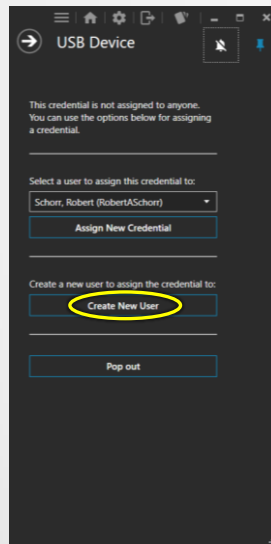 USB Device
This credential is not assigned to anyone.
You can use the options below for assigning
a credential.
Select a user to assign this credential to:
Schorr, Robert (RobertASchorr)
Assign New Credential
Create a new user to assign the credential to:
Create New User
Pop out